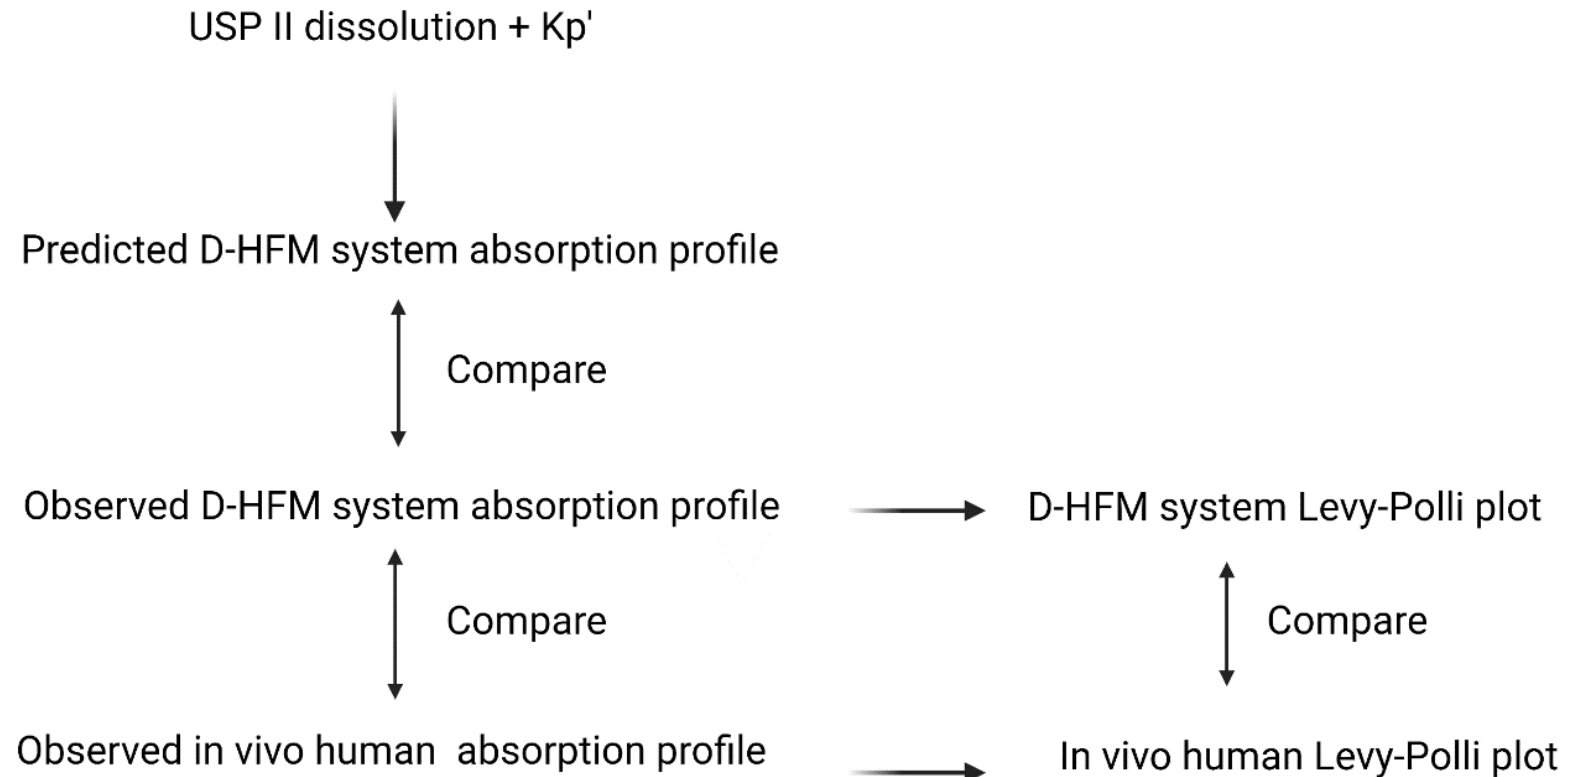 USP II dissolution + Kp'
Predicted D-HFM system absorption profile
Compare
Observed D-HFM system absorption profile
D-HFM system Levy-Polli plot
Compare
Compare
Observed in vivo human  absorption profile
In vivo human Levy-Polli plot